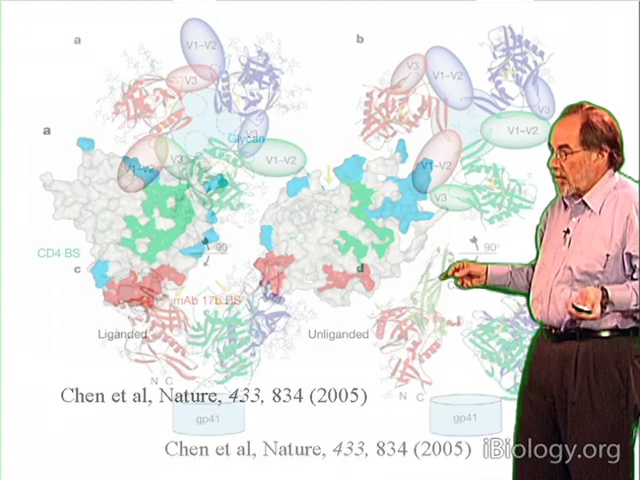 a
b
V1–V2
V3
V3
V1–V2
V3
a
Glycan
V1–V2
V3
V1–V2
V1–V2
V3
CD4 BS
90°
90°
c
d
mAb 17b BS
Liganded
Unliganded
N C
N C
Chen et al, Nature, 433, 834 (2005)
gp41
Chen et al, Nature, 433, 834 (2005)
iBiology.org